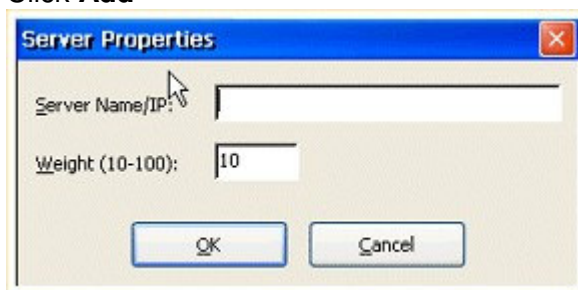 Click Add
Server Properties
Server Name/IP:
Weight (10-100): 10
OK Cancel